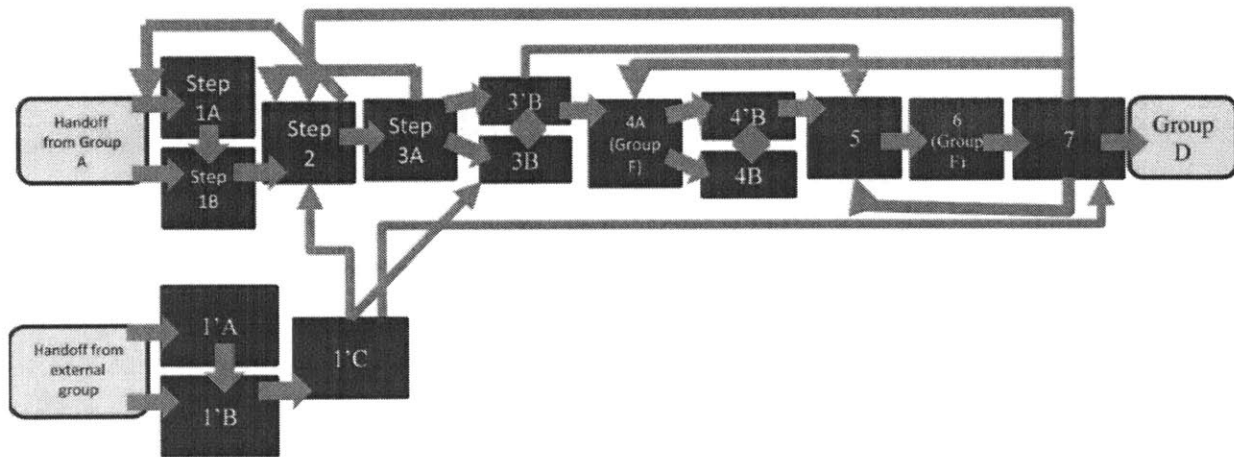 Handoff
from Group
A
Step
1A
Step
1B
Step
2
Step
3A
3'B
3B
4A
(Group
F)
4'B
4B
5
6
(Group
F)
7
Group
D
Handoff from
external
group
1'A
1'B
1'C